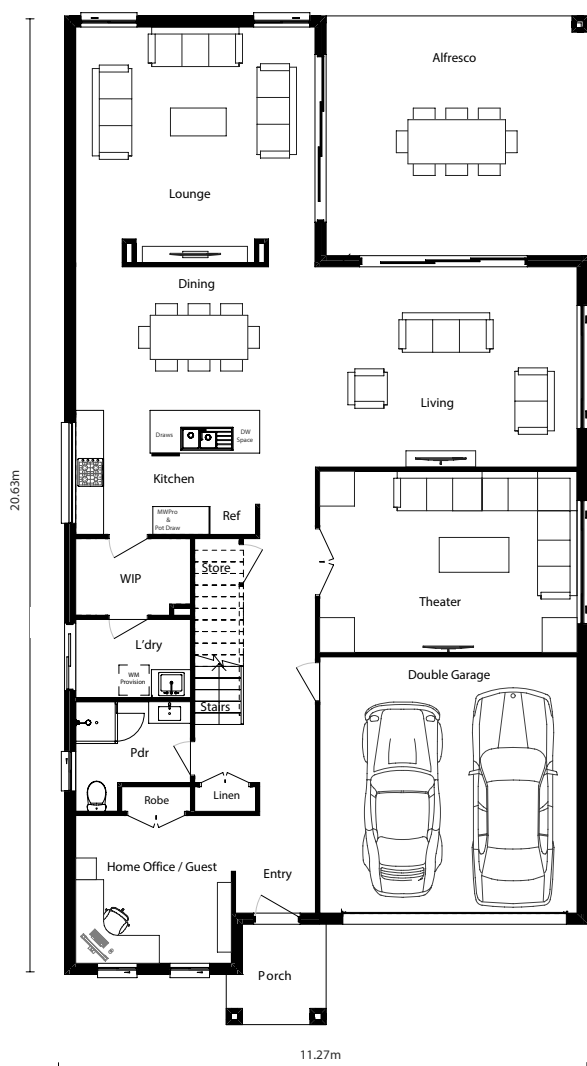 Alfresco
Lounge
Dining
Living
Draws
DW
Space
Kitchen
20.63m
MWPro
&
Pot Draw
Ref
Store
WIP
Theater
L'dry
WM
Provision
Double Garage
Stairs
Pdr
Robe
Linen
Home Office / Guest
Entry
Porch
11.27m